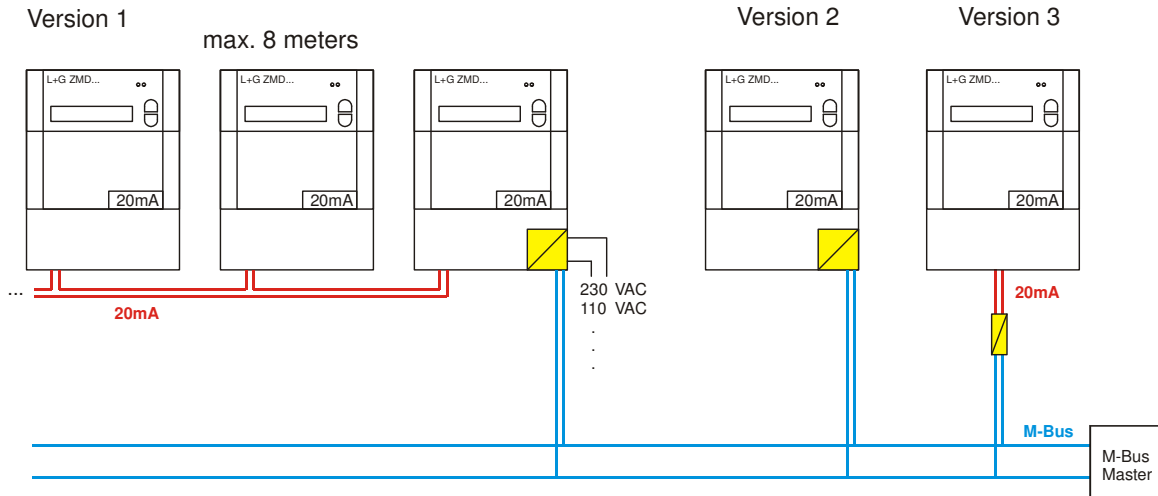 Version 1
max. 8 meters
Version 2
Version 3
L+G ZMD...
L+G ZMD...
L+G ZMD...
L+G ZMD...
L+G ZMD...
20mA
20mA
20mA
20mA
20mA
...
20mA
230 VAC
110 VAC
.
.
.
20mA
M-Bus
M-Bus
Master